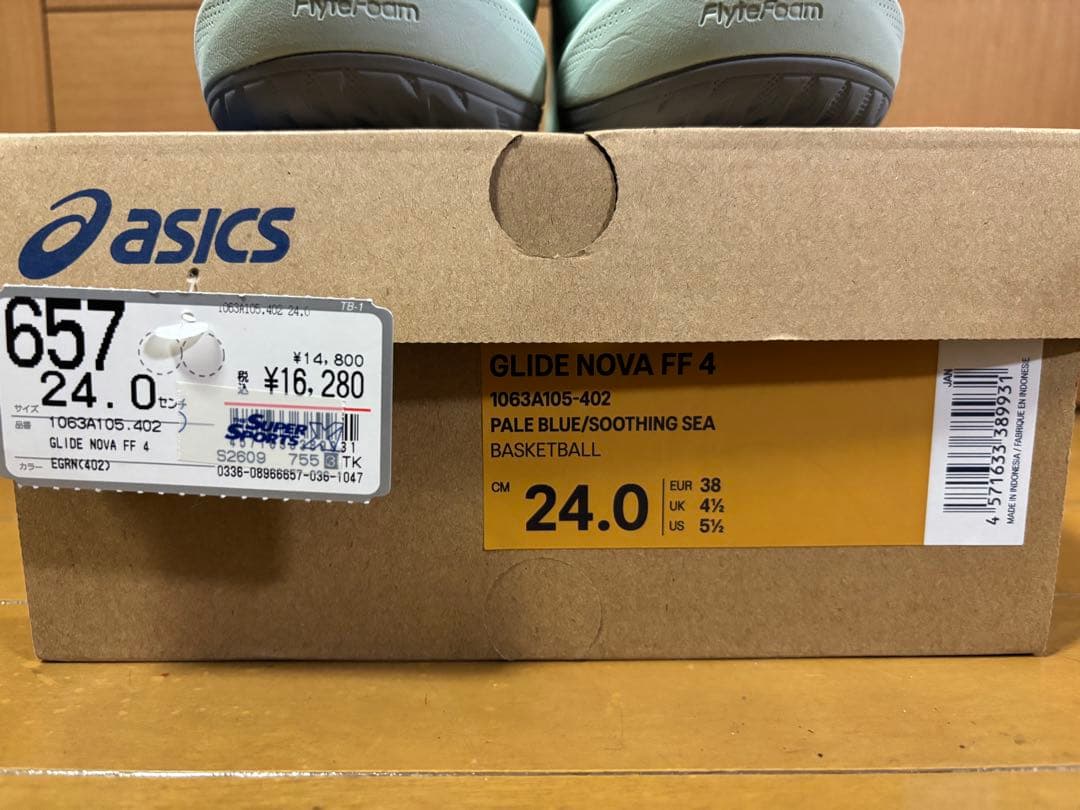 FlyteFoam
FlyteFoam
asics
1063A105.402 24.0
TB-1
657
24.0センチ
サイズ
¥14,800
税込 ¥16,280
品番 1063A105.402
GLIDE NOVA FF 4
カラー EGRN(402)
SUPER SPORTS
S2609 755 3 TK
0336-08966657-036-1047
GLIDE NOVA FF 4
1063A105-402
PALE BLUE/SOOTHING SEA
BASKETBALL
CM 24.0
EUR 38
UK 4½
US 5½
JAN
4 571633 389931
MADE IN INDONESIA / FABRIQUE EN INDONESIE